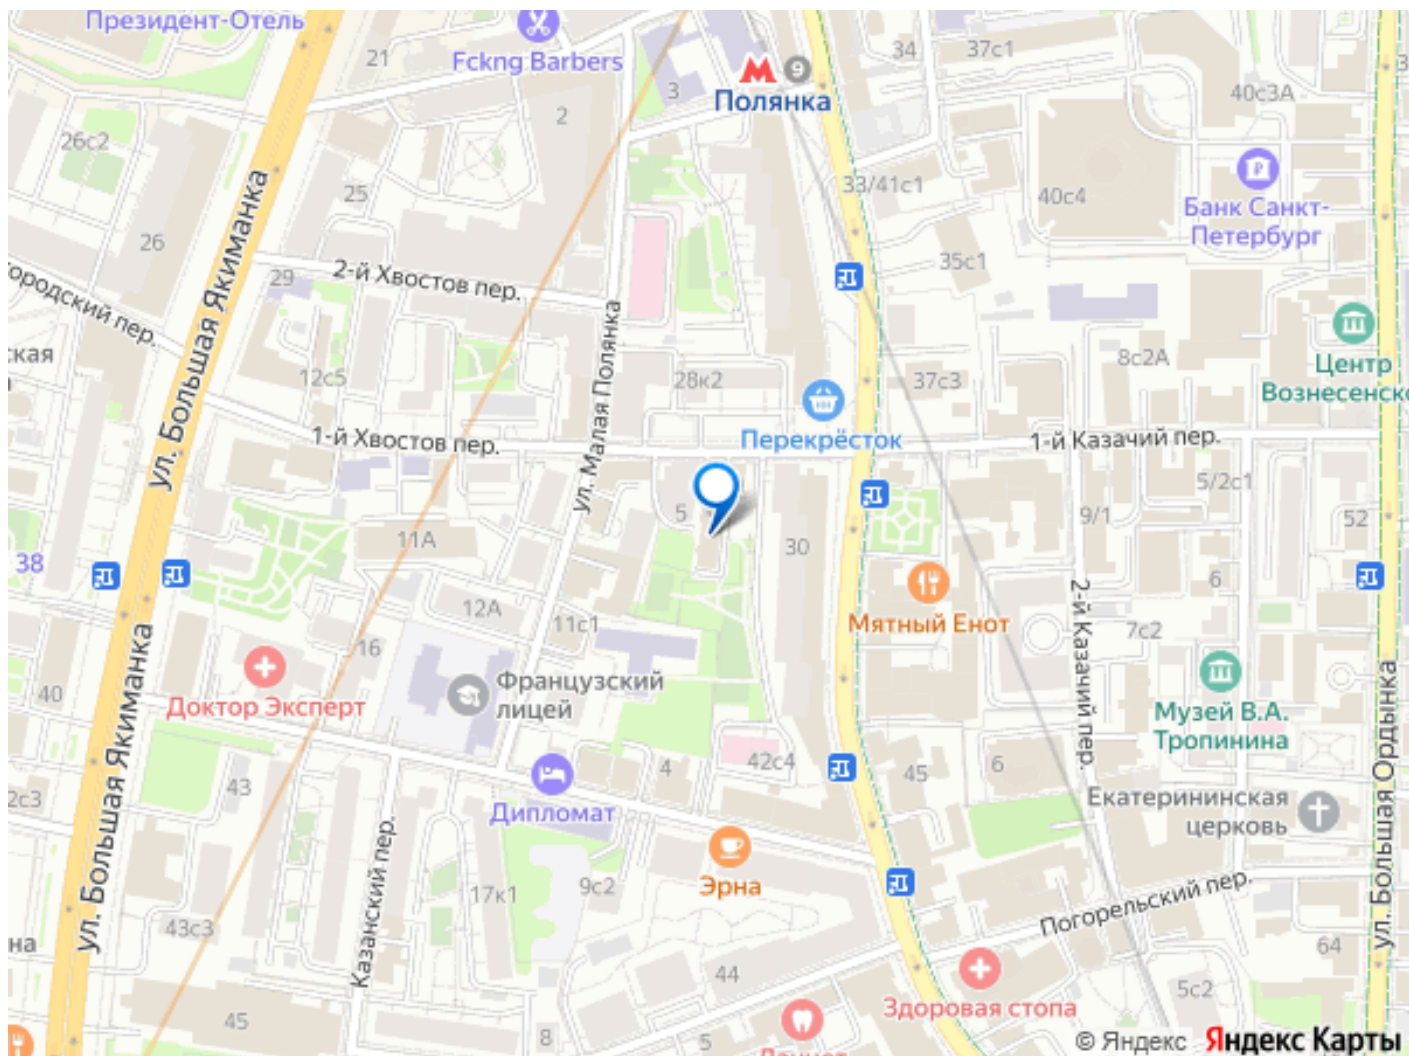 Президент-Отель
21
Fckng Barbers
2
3
9
Полянка
34
37с1
40с3А
26с2
25
33/41с1
40с4
Банк Санкт-
Петербург
26
29
2-й Хвостов пер.
35с1
ул. Большая Якиманка
ская
12с5
ул. Малая Полянка
28к2
37с3
8с2А
Центр
Перекрёсток
1-й Хвостов пер.
1-й Казачий пер.
5/2с1
5
9/1
52
38
11А
30
12А
11с1
Мятный Енот
2-й Казачий пер.
6
7с2
16
40
Доктор Эксперт
Французский
лицей
Музей В.А.
Тропинина
ул. Большая Якиманка
ул. Большая Ордынка
43
4
42с4
45
6
2с3
Дипломат
Екатерининская
церковь
Казанский пер.
17к1
9с2
Эрна
Погорельский пер.
43с3
на
44
64
Здоровая стопа
5с2
45
8
5
© Яндекс Яндекс Карты